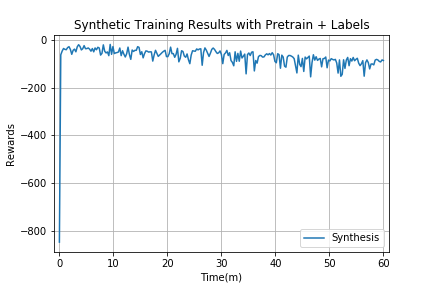 Synthetic Training Results with Pretrain + Labels
0
−200
−400
−600
−800
Rewards
Synthesis
0 10 20 30 40 50 60
Time(m)